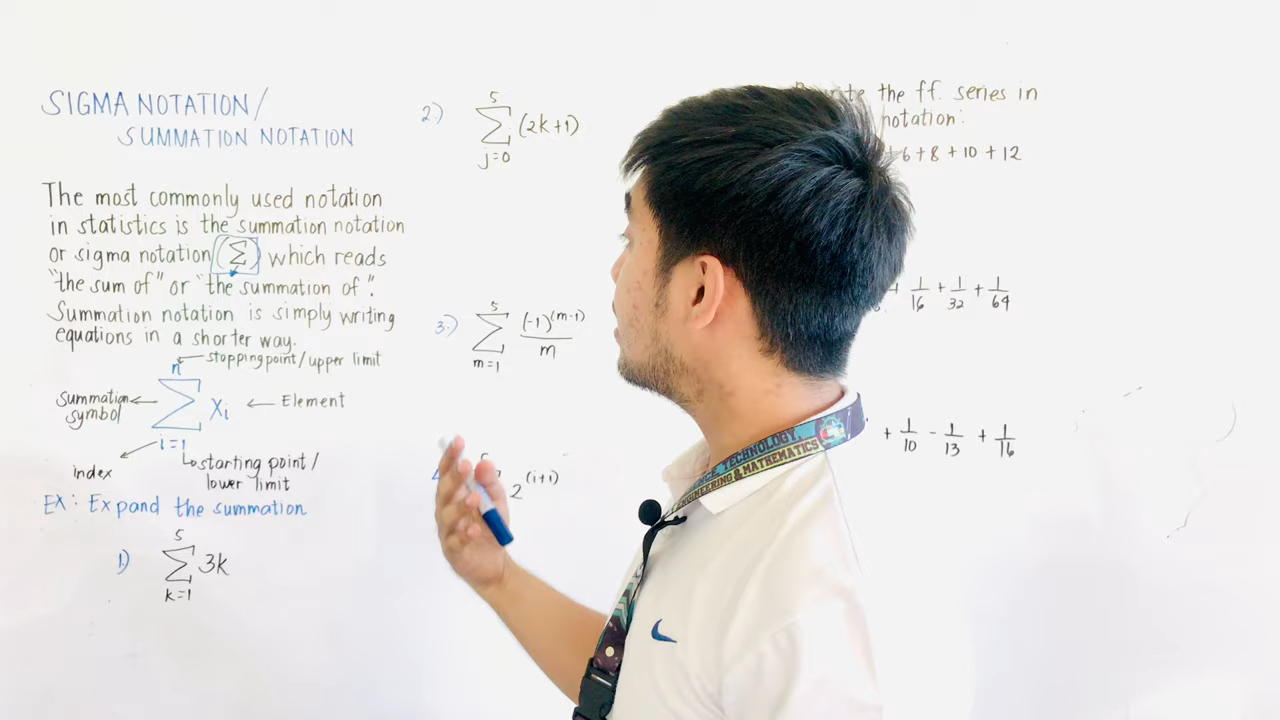 SIGMA NOTATION/
SUMMATION NOTATION
The most commonly used notation
in statistics is the summation notation
or sigma notation (Σ) which reads
"the sum of" or "the summation of".
Summation notation is simply writing
equations in a shorter way.
n ← stopping point/upper limit
Summation symbol ← Σ Xi ← Element
i=1
index
starting point/
lower limit
EX: Expand the summation
1.) 5 Σ k=1 3k
2.) 5 Σ j=0 (2k+1)
3.) 5 Σ m=1 (-1)^(m-1) / m
2^(i+1)
the ff. series in
notation:
+6+8+10+12
+ 1/16 + 1/32 + 1/64
+ 1/10 - 1/13 + 1/16
TECHNOLOGY,
ENGINEERING & MATHEMATICS